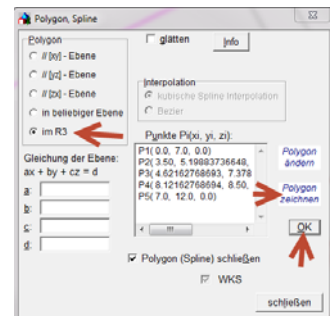 Polygon, Spline
Polygon
// [xy] - Ebene
// [yz] - Ebene
// [zx] - Ebene
in beliebiger Ebene
im R3
glätten
Info
Interpolation
kubische Spline Interpolation
Bezier
Gleichung der Ebene:
ax + by + cz = d
a:
b:
c:
d:
Punkte Pi(xi, yi, zi):
P1( 0.0, 7.0, 0.0)
P2( 3.50, 5.19883736648,
P3( 4.62162768693, 7.378
P4( 8.12162768694, 8.50,
P5( 7.0, 12.0, 0.0)
Polygon ändern
Polygon zeichnen
OK
Polygon (Spline) schließen
WKS
schließen